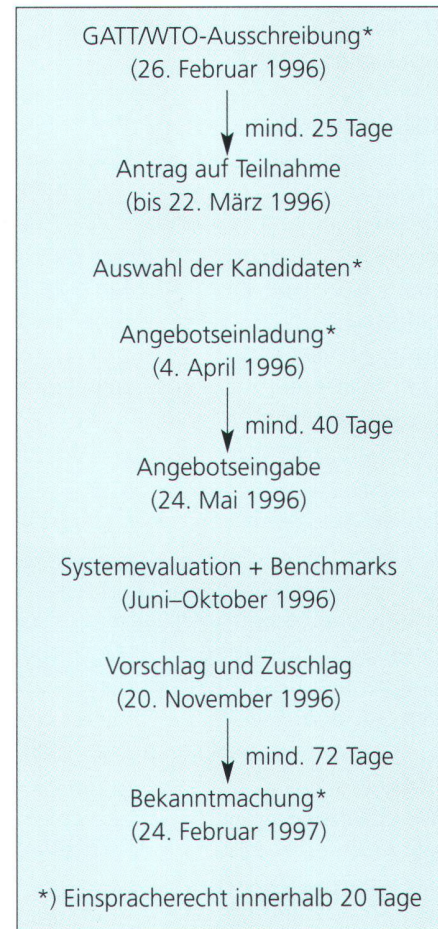 GATT/WTO-Ausschreibung*
(26. Februar 1996)
mind. 25 Tage
Antrag auf Teilnahme
(bis 22. März 1996)
Auswahl der Kandidaten*
Angebotseinladung*
(4. April 1996)
mind. 40 Tage
Angebotseingabe
(24. Mai 1996)
Systemevaluation + Benchmarks
(Juni–Oktober 1996)
Vorschlag und Zuschlag
(20. November 1996)
mind. 72 Tage
Bekanntmachung*
(24. Februar 1997)
*) Einspracherecht innerhalb 20 Tage